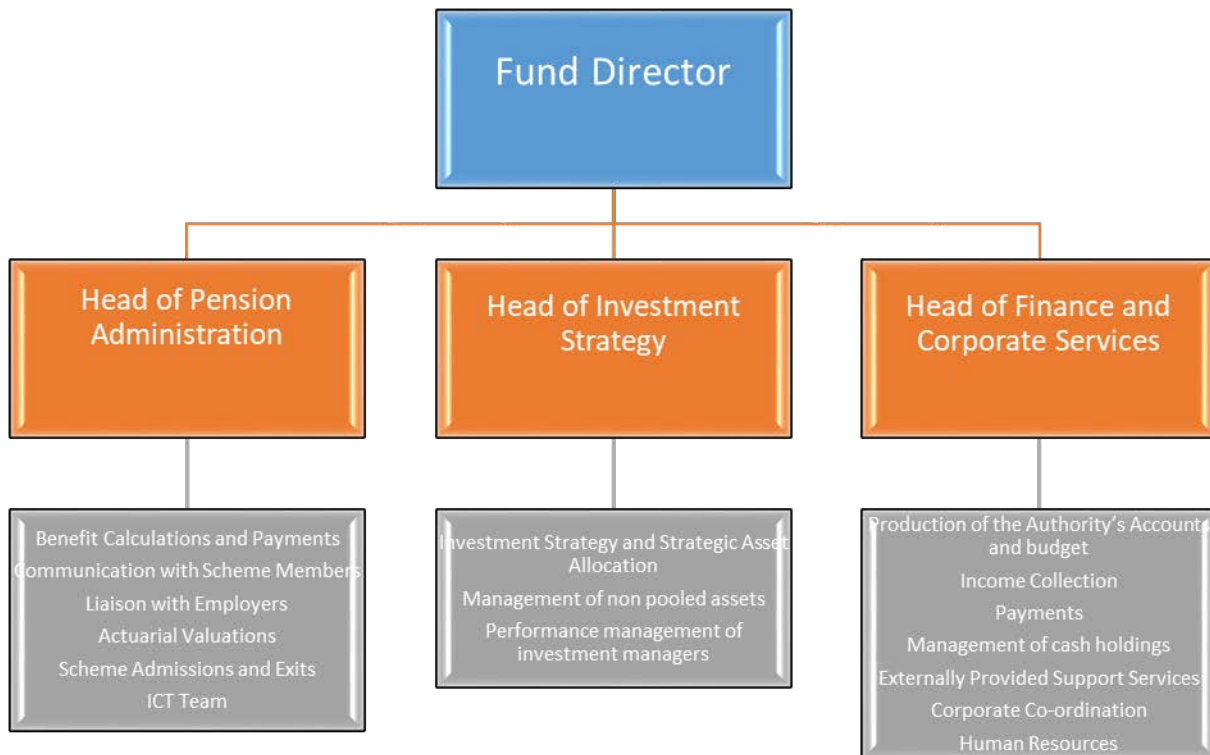 Fund Director
Head of Pension
Administration
Head of Investment
Strategy
Head of Finance and
Corporate Services
Benefit Calculations and Payments
Communication with Scheme Members
Liaison with Employers
Actuarial Valuations
Scheme Admissions and Exits
ICT Team
Investment Strategy and Strategic Asset
Allocation
Management of non pooled assets
Performance management of
investment managers
Production of the Authority's Accounts
and budget
Income Collection
Payments
Management of cash holdings
Externally Provided Support Services
Corporate Co-ordination
Human Resources